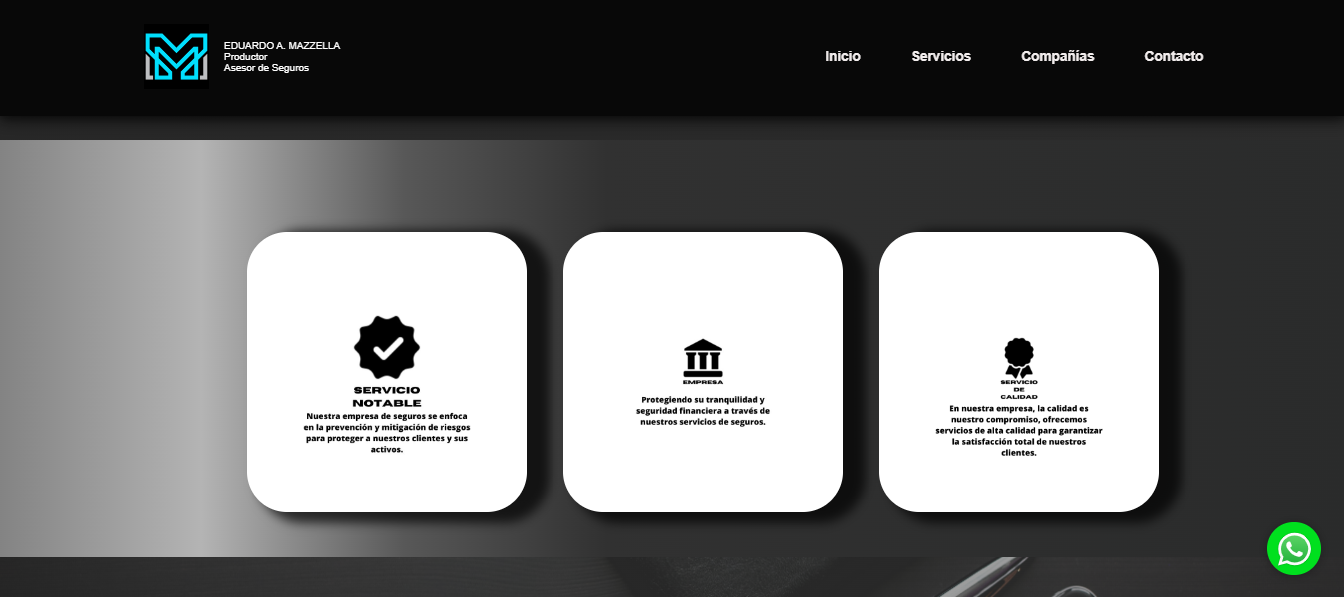 EDUARDO A. MAZZELLA
Productor
Asesor de Seguros
Inicio
Servicios
Compañías
Contacto
SERVICIO
NOTABLE
Nuestra empresa de seguros se enfoca
en la prevención y mitigación de riesgos
para proteger a nuestros clientes y sus
activos.
EMPRESA
Protegiendo su tranquilidad y
seguridad financiera a través de
nuestros servicios de seguros.
SERVICIO
DE
CALIDAD
En nuestra empresa, la calidad es
nuestro compromiso, ofrecemos
servicios de alta calidad para garantizar
la satisfacción total de nuestros
clientes.